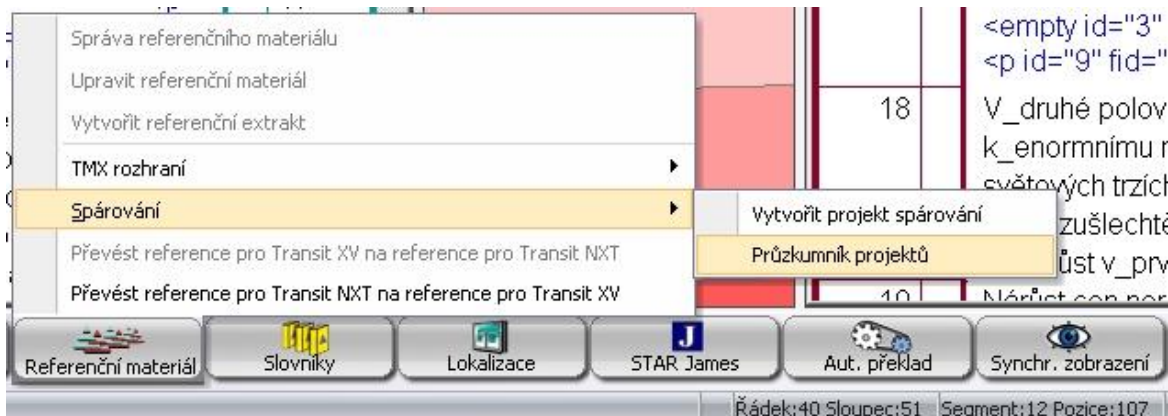 Správa referenčního materiálu
Upravit referenční materiál
Vytvořit referenční extrakt
TMX rozhraní
Spárování
Převést reference pro Transit XV na reference pro Transit NXT
Převést reference pro Transit NXT na reference pro Transit XV
Vytvořit projekt spárování
Průzkumník projektů
<empty id="3"
<p id="9" fid="
18
V_druhé polov
k_enormnímu
světových trzích
zušlechtě
ůst v_prv
Nárůst cen
Referenční materiál
Slovníky
Lokalizace
STAR James
Aut. překlad
Synchr. zobrazení
Řádek:40 Sloupec:51 Segment:12 Pozice:107